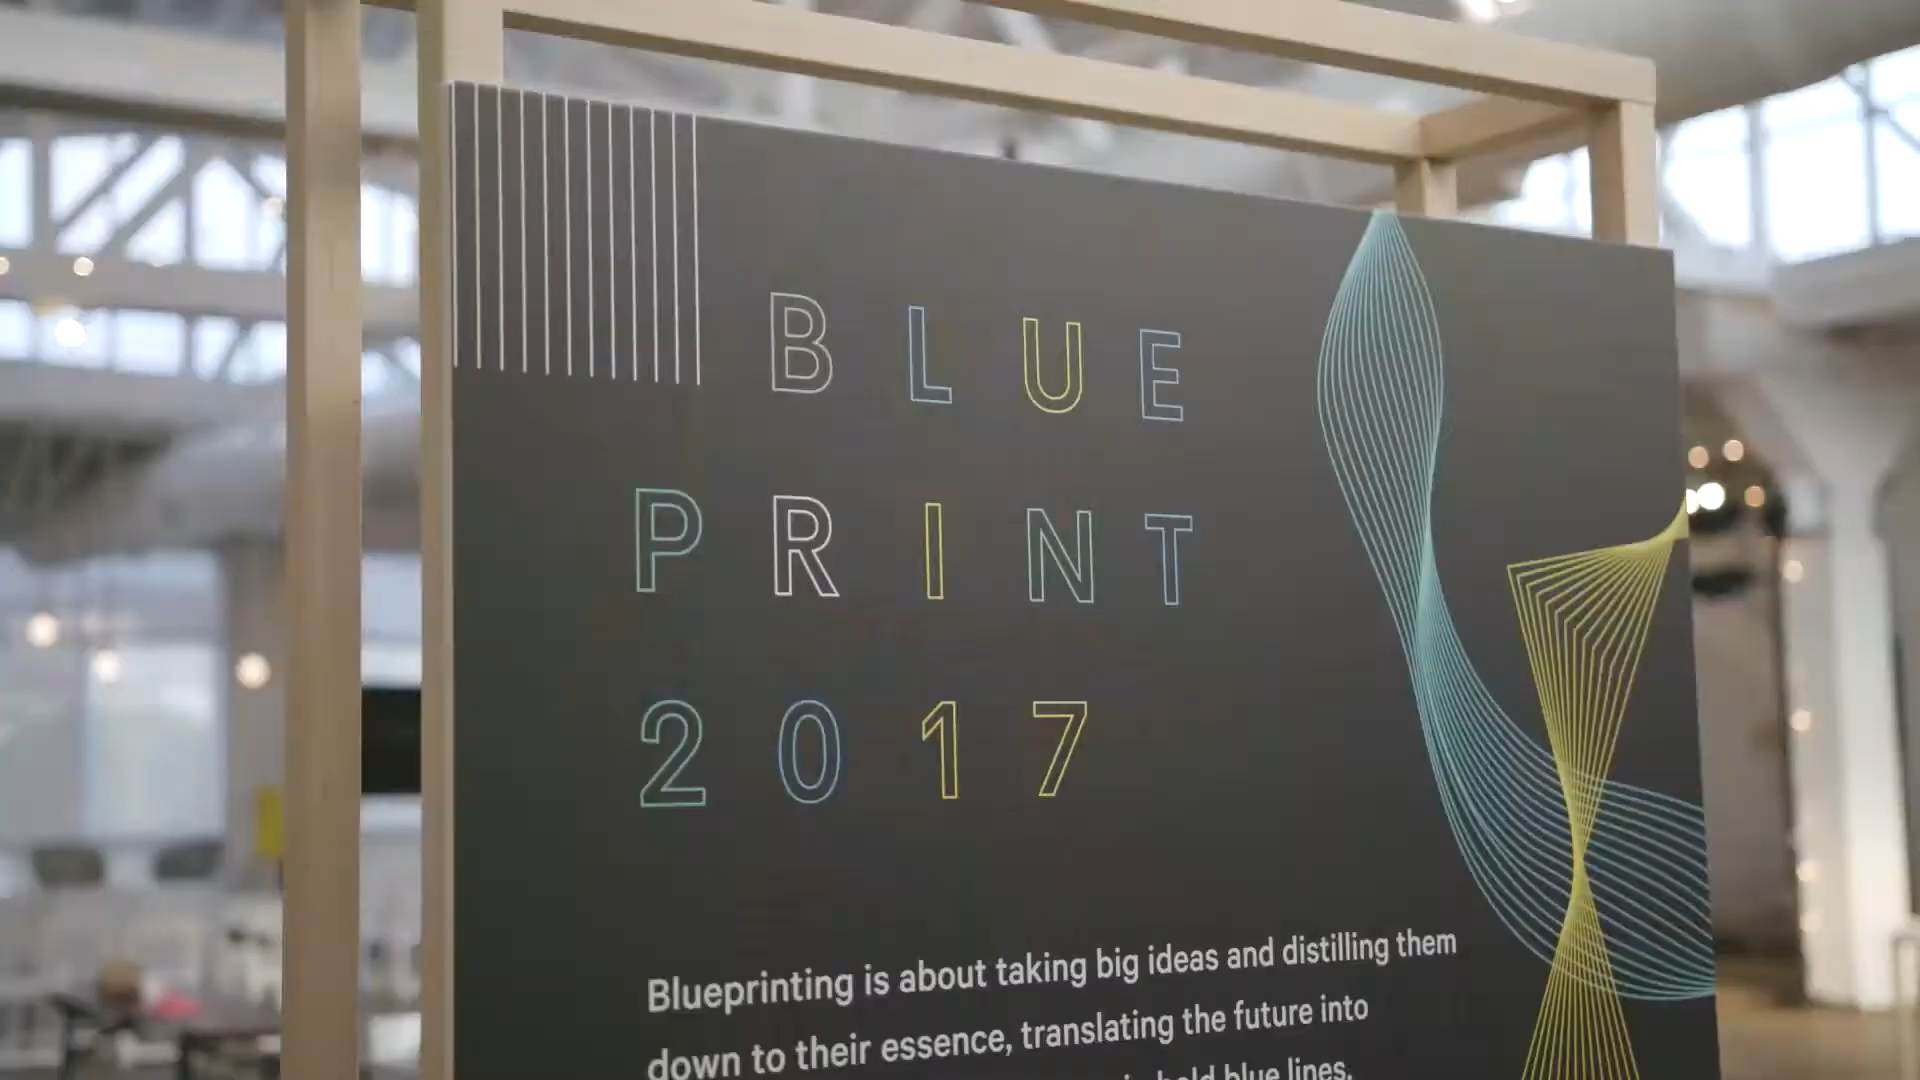 BLUE
PRINT
2017
Blueprinting is about taking big ideas and distilling them
down to their essence, translating the future into
blue lines.